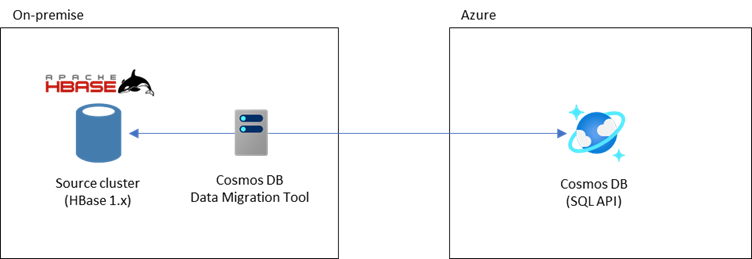 On-premise
Azure
APACHE
HBASE
Source cluster
(HBase 1.x)
Cosmos DB
Data Migration Tool
Cosmos DB
(SQL API)